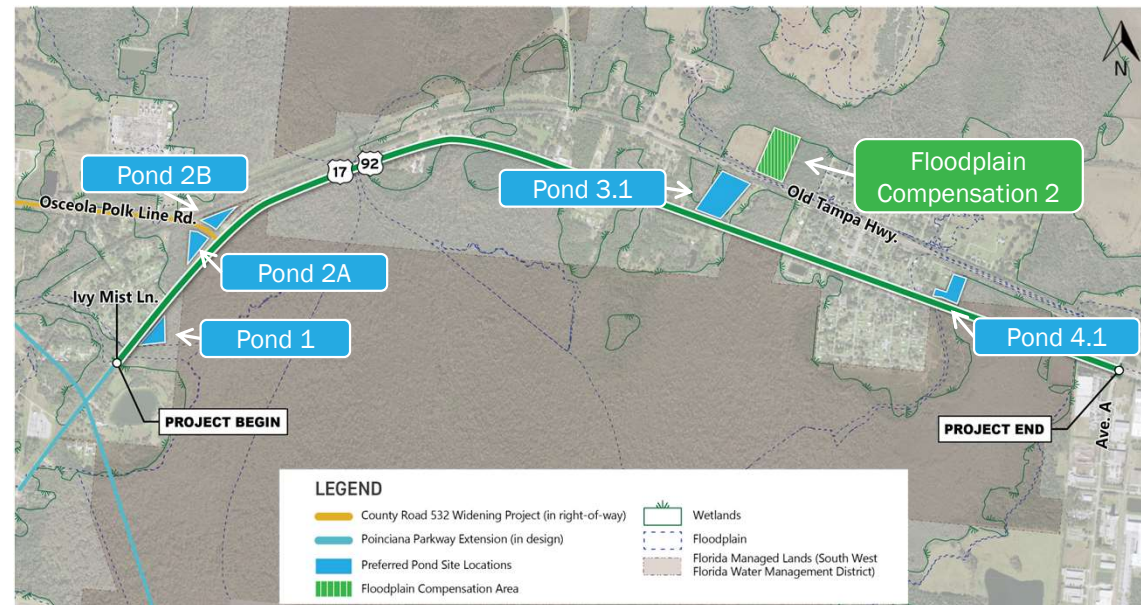 N
17
92
Pond 2B
Osceola Polk Line Rd.
Pond 2A
Ivy Mist Ln.
Pond 1
PROJECT BEGIN
Pond 3.1
Floodplain
Compensation 2
Old Tampa Hwy.
Pond 4.1
PROJECT END
Ave. A
LEGEND
County Road 532 Widening Project (in right-of-way)
Poinciana Parkway Extension (in design)
Preferred Pond Site Locations
Floodplain Compensation Area
Wetlands
Floodplain
Florida Managed Lands (South West
Florida Water Management District)